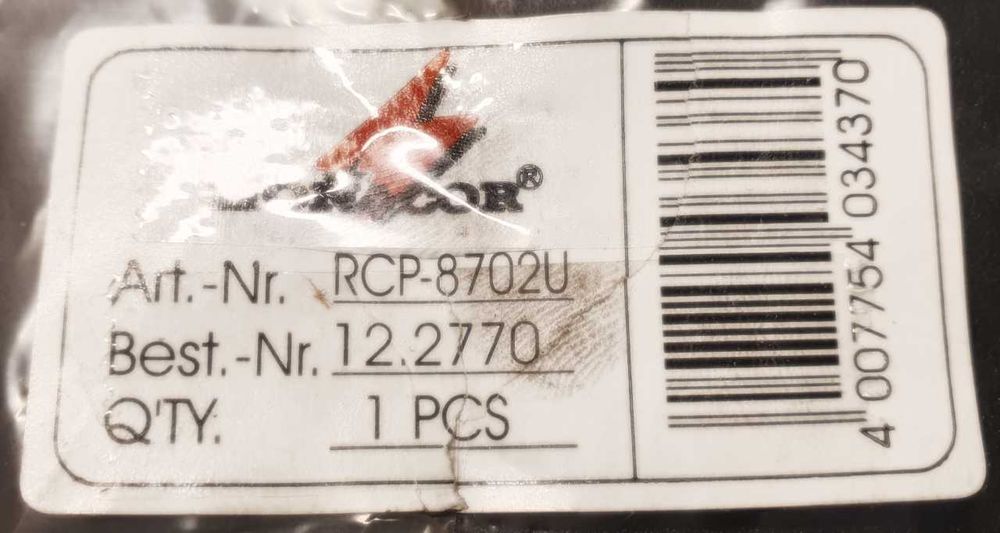 ®
Art.-Nr. RCP-8702U
Best.-Nr. 12.2770
Q'TY. 1 PCS
4 007754 034370